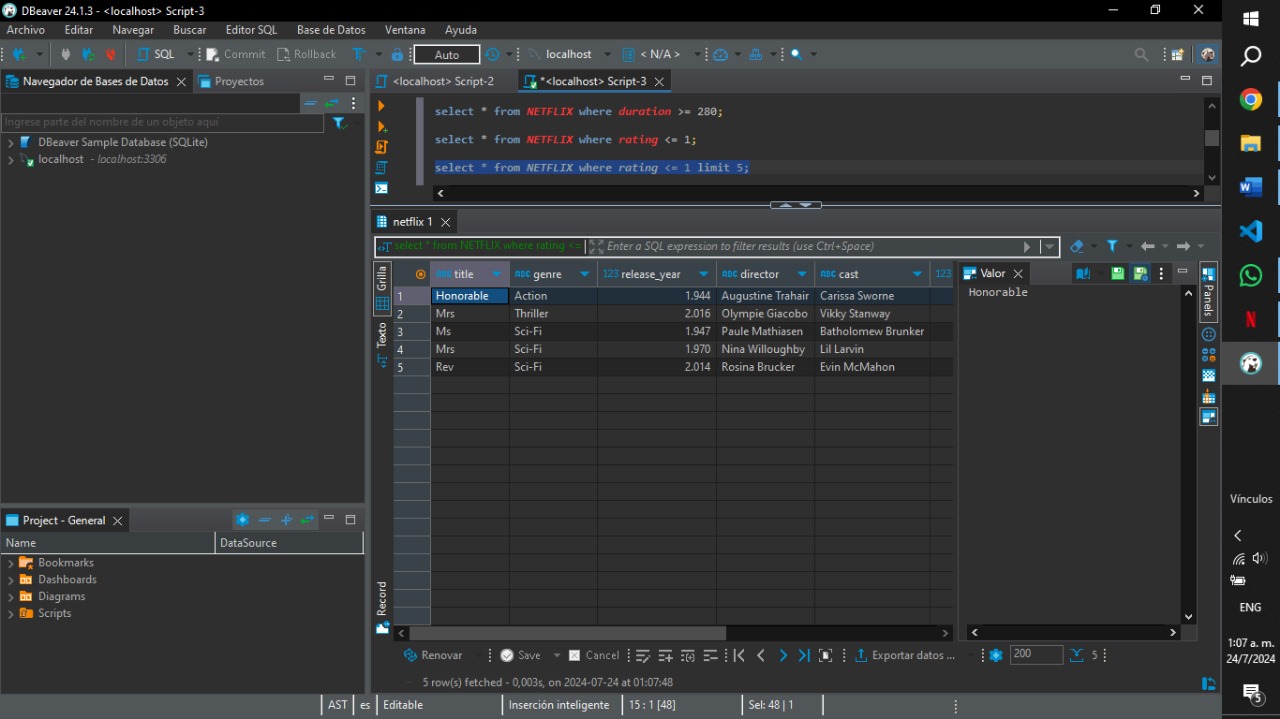 DBeaver 24.1.3 - <localhost> Script-3
Archivo Editar Navegar Buscar Editor SQL Base de Datos Ventana Ayuda
SQL Commit Rollback T Auto localhost < N/A >
Navegador de Bases de Datos Proyectos
Ingrese parte del nombre de un objeto aquí
DBeaver Sample Database (SQLite)
localhost - localhost:3306
<localhost> Script-2 *<localhost> Script-3
select * from NETFLIX where duration >= 280;
select * from NETFLIX where rating <= 1;
select * from NETFLIX where rating <= 1 limit 5;
netflix 1
select * from NETFLIX where rating <= Enter a SQL expression to filter results (use Ctrl+Space)
Grilla
Texto
Record
ABC title ABC genre 123 release_year ABC director ABC cast 123
1 Honorable Action 1.944 Augustine Trahair Carissa Sworne
2 Mrs Thriller 2.016 Olympie Giacobo Vikky Stanway
3 Ms Sci-Fi 1.947 Paule Mathiasen Batholomew Brunker
4 Mrs Sci-Fi 1.970 Nina Willoughby Lil Larvin
5 Rev Sci-Fi 2.014 Rosina Brucker Evin McMahon
Valor
Honorable
Panels
Renovar Save Cancel Exportar datos ... 200 5
5 row(s) fetched - 0,003s, on 2024-07-24 at 01:07:48
Project - General
Name DataSource
Bookmarks
Dashboards
Diagrams
Scripts
AST es Editable Inserción inteligente 15 : 1 [48] Sel: 48 | 1
Vínculos
ENG
1:07 a. m.
24/7/2024
5